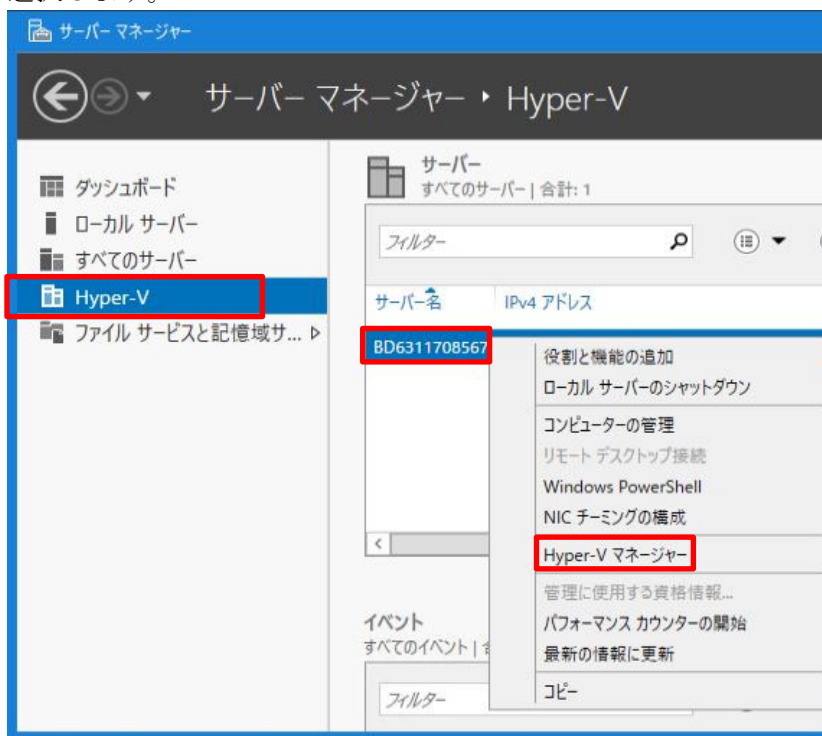 サーバー マネージャー
サーバー マネージャー ・ Hyper-V
ダッシュボード
ローカル サーバー
すべてのサーバー
Hyper-V
ファイル サービスと記憶域サ...
サーバー
すべてのサーバー | 合計: 1
フィルター
サーバー名 IPv4 アドレス
BD6311708567
役割と機能の追加
ローカル サーバーのシャットダウン
コンピューターの管理
リモート デスクトップ接続
Windows PowerShell
NIC チーミングの構成
Hyper-V マネージャー
管理に使用する資格情報...
パフォーマンス カウンターの開始
最新の情報に更新
コピー
イベント
すべてのイベント |
フィルター